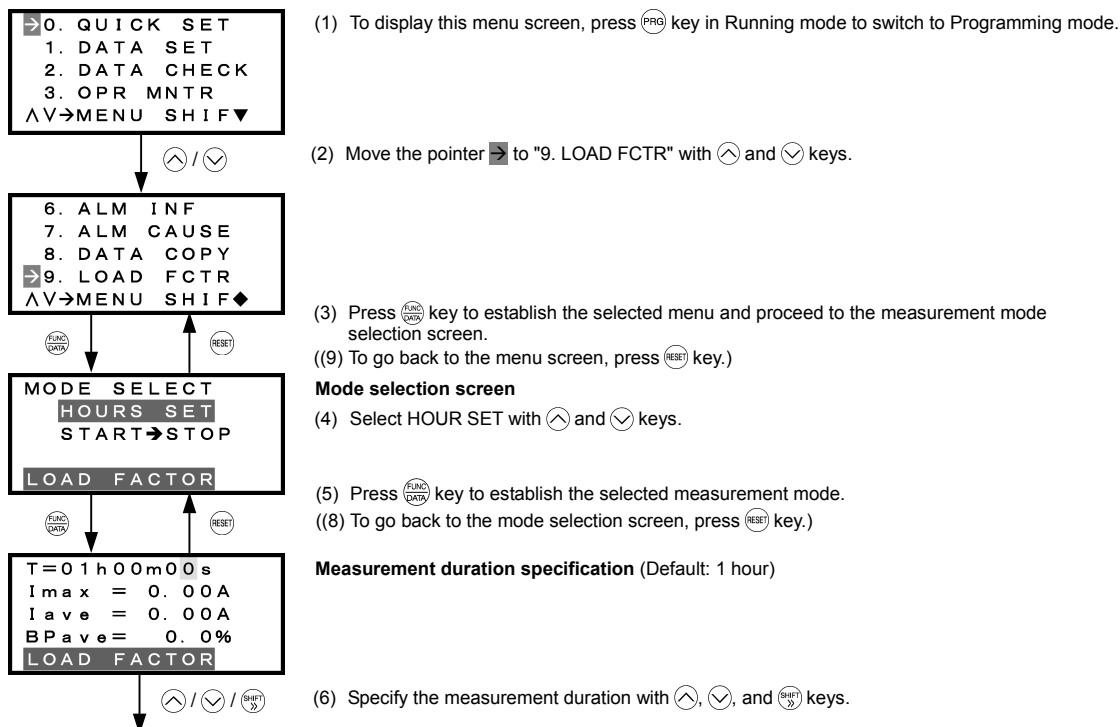 →0. QUICK SET
1. DATA SET
2. DATA CHECK
3. OPR MNTR
∧∨→MENU SHIF▼
(1) To display this menu screen, press PRG key in Running mode to switch to Programming mode.
∧ / ∨
(2) Move the pointer → to "9. LOAD FCTR" with ∧ and ∨ keys.
6. ALM INF
7. ALM CAUSE
8. DATA COPY
→9. LOAD FCTR
∧∨→MENU SHIF◆
(3) Press FUNC DATA key to establish the selected menu and proceed to the measurement mode
selection screen.
((9) To go back to the menu screen, press RESET key.)
FUNC DATA
RESET
MODE SELECT
HOURS SET
START→STOP
LOAD FACTOR
Mode selection screen
(4) Select HOUR SET with ∧ and ∨ keys.
(5) Press FUNC DATA key to establish the selected measurement mode.
((8) To go back to the mode selection screen, press RESET key.)
FUNC DATA
RESET
T=01h00m00s
Imax = 0.00A
Iave = 0.00A
BPave= 0.0%
LOAD FACTOR
Measurement duration specification (Default: 1 hour)
∧ / ∨ / SHIFT »
(6) Specify the measurement duration with ∧, ∨, and SHIFT » keys.